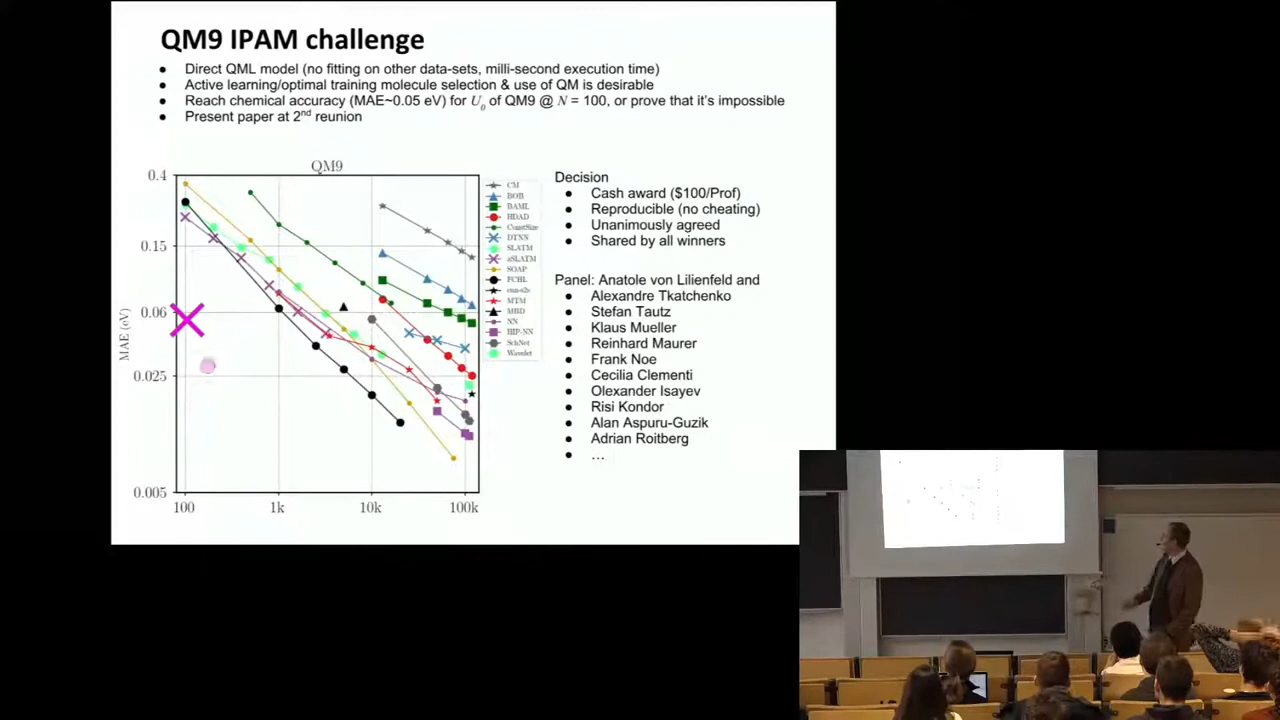 QM9 IPAM challenge
• Direct QML model (no fitting on other data-sets, milli-second execution time)
• Active learning/optimal training molecule selection & use of QM is desirable
• Reach chemical accuracy (MAE~0.05 eV) for U0 of QM9 @ N = 100, or prove that it's impossible
• Present paper at 2nd reunion
QM9
MAE (eV)
0.4
0.15
0.06
0.025
0.005
100 1k 10k 100k
CM
BOB
BAML
HDAD
ConstSize
DTNN
SLATM
aSLATM
SOAP
FCHL
enn-s2s
MTM
MBD
NN
HIP-NN
SchNet
Wavelet
Decision
• Cash award ($100/Prof)
• Reproducible (no cheating)
• Unanimously agreed
• Shared by all winners
Panel: Anatole von Lilienfeld and
• Alexandre Tkatchenko
• Stefan Tautz
• Klaus Mueller
• Reinhard Maurer
• Frank Noe
• Cecilia Clementi
• Olexander Isayev
• Risi Kondor
• Alan Aspuru-Guzik
• Adrian Roitberg
• …